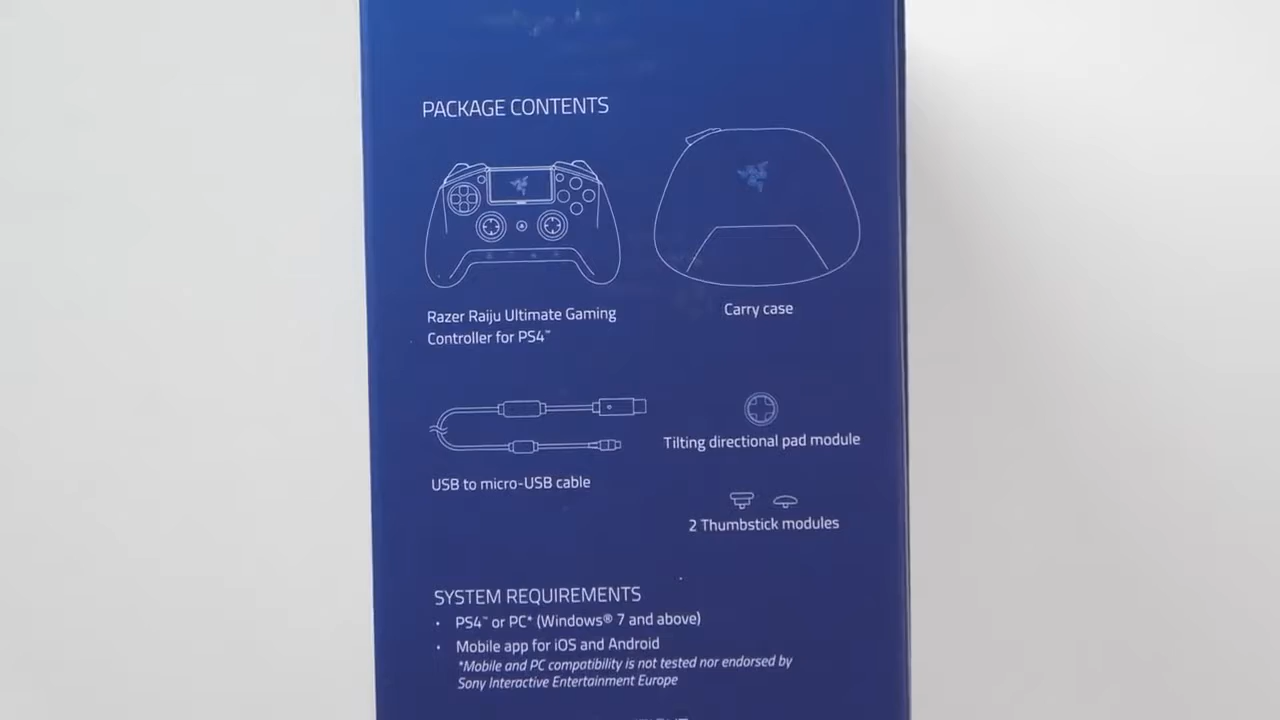 PACKAGE CONTENTS
Razer Raiju Ultimate Gaming
Controller for PS4™
Carry case
USB to micro-USB cable
Tilting directional pad module
2 Thumbstick modules
SYSTEM REQUIREMENTS
• PS4™ or PC* (Windows® 7 and above)
• Mobile app for iOS and Android
*Mobile and PC compatibility is not tested nor endorsed by
Sony Interactive Entertainment Europe